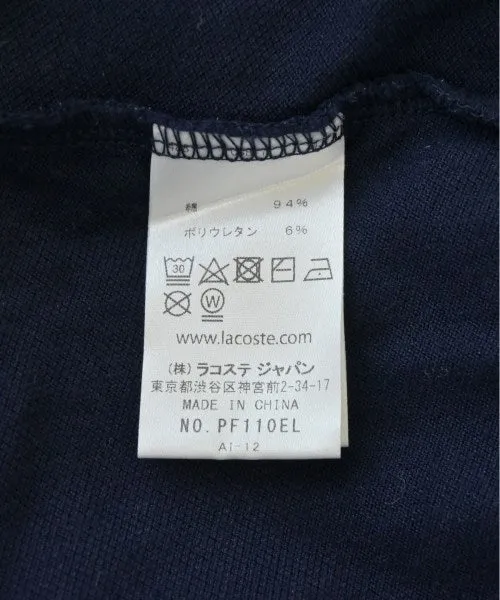 綿 94%
ポリウレタン 6%
30
W
www.lacoste.com
(株) ラコステ ジャパン
東京都渋谷区神宮前2-34-17
MADE IN CHINA
NO. PF110EL
AI-12